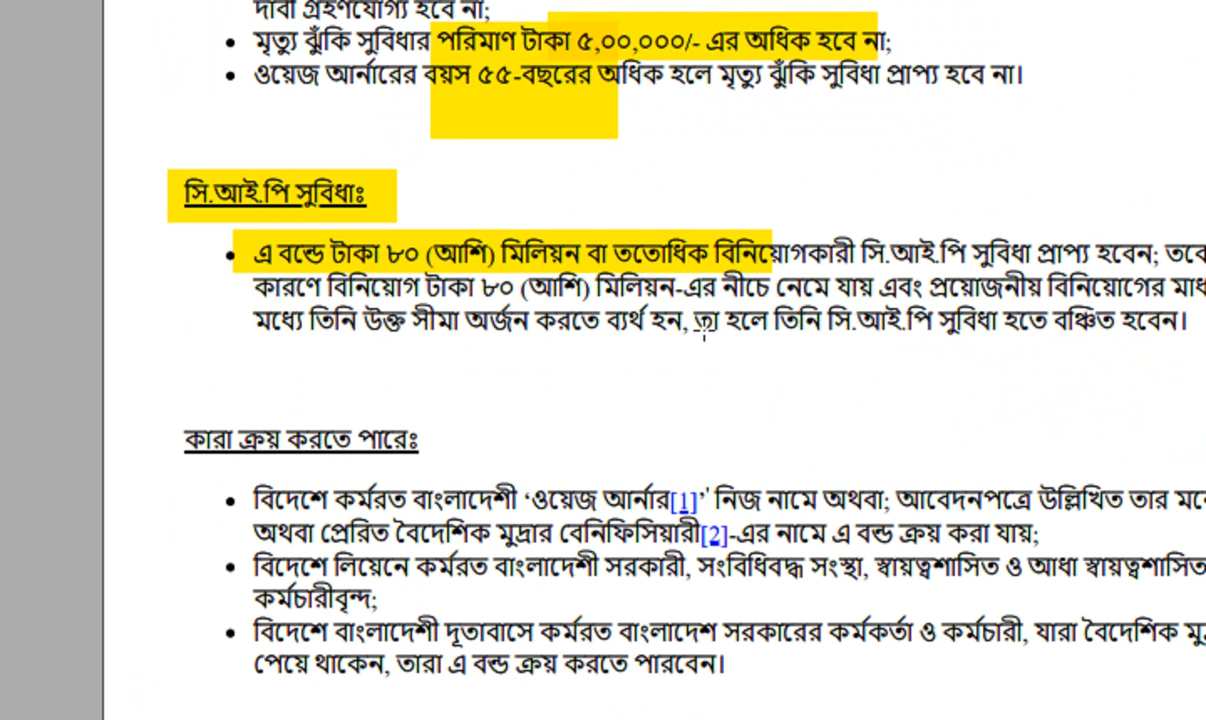 দাবী গ্রহণযোগ্য হবে না;
• মৃত্যু ঝুঁকি সুবিধার পরিমাণ টাকা ৫,০০,০০০/- এর অধিক হবে না;
• ওয়েজ আর্নারের বয়স ৫৫-বছরের অধিক হলে মৃত্যু ঝুঁকি সুবিধা প্রাপ্য হবে না।
সি.আই.পি সুবিধাঃ
• এ বন্ডে টাকা ৮০ (আশি) মিলিয়ন বা ততোধিক বিনিয়োগকারী সি.আই.পি সুবিধা প্রাপ্য হবেন; তবে
কারণে বিনিয়োগ টাকা ৮০ (আশি) মিলিয়ন-এর নীচে নেমে যায় এবং প্রয়োজনীয় বিনিয়োগের মাধ
মধ্যে তিনি উক্ত সীমা অর্জন করতে ব্যর্থ হন, তা হলে তিনি সি.আই.পি সুবিধা হতে বঞ্চিত হবেন।
কারা ক্রয় করতে পারেঃ
• বিদেশে কর্মরত বাংলাদেশী ‘ওয়েজ আর্নার[1]’' নিজ নামে অথবা; আবেদনপত্রে উল্লিখিত তার মনে
অথবা প্রেরিত বৈদেশিক মুদ্রার বেনিফিসিয়ারী[2]-এর নামে এ বন্ড ক্রয় করা যায়;
• বিদেশে লিয়েনে কর্মরত বাংলাদেশী সরকারী, সংবিধিবদ্ধ সংস্থা, স্বায়ত্বশাসিত ও আধা স্বায়ত্বশাসিত
কর্মচারীবৃন্দ;
• বিদেশে বাংলাদেশী দূতাবাসে কর্মরত বাংলাদেশ সরকারের কর্মকর্তা ও কর্মচারী, যারা বৈদেশিক মু
পেয়ে থাকেন, তারা এ বন্ড ক্রয় করতে পারবেন।